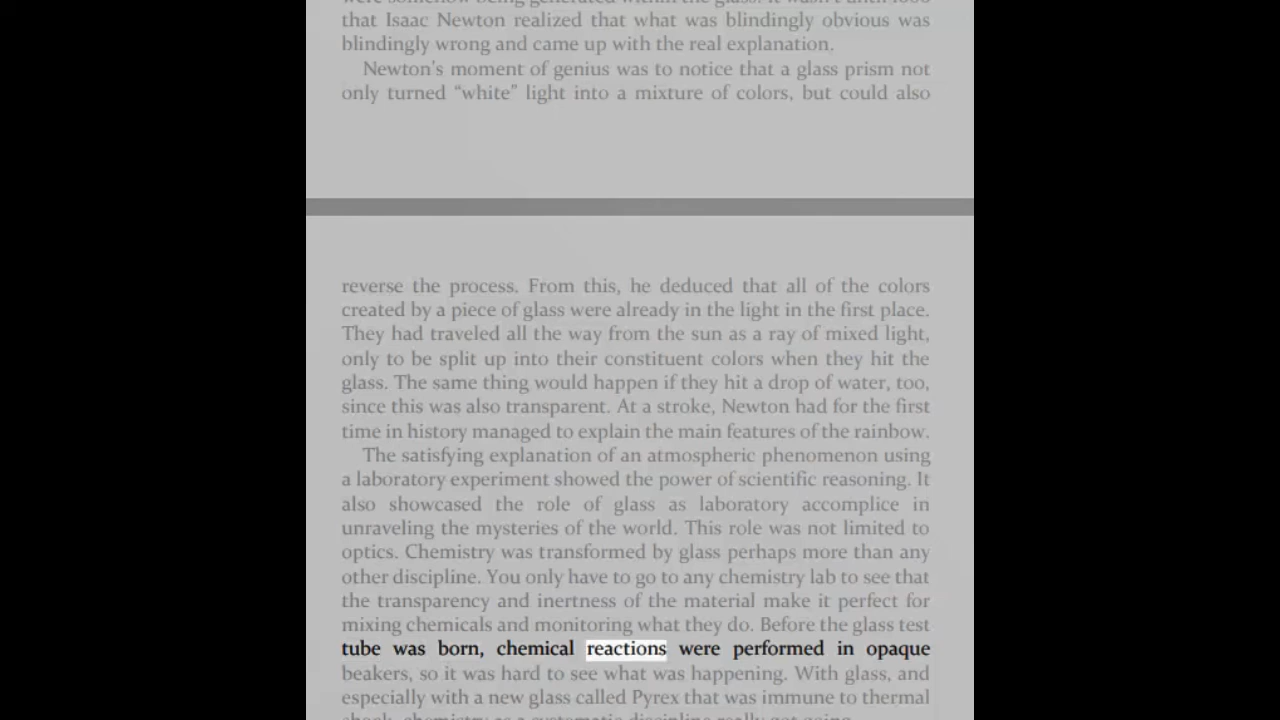 that Isaac Newton realized that what was blindingly obvious was
blindingly wrong and came up with the real explanation.
Newton's moment of genius was to notice that a glass prism not
only turned “white” light into a mixture of colors, but could also
reverse the process. From this, he deduced that all of the colors
created by a piece of glass were already in the light in the first place.
They had traveled all the way from the sun as a ray of mixed light,
only to be split up into their constituent colors when they hit the
glass. The same thing would happen if they hit a drop of water, too,
since this was also transparent. At a stroke, Newton had for the first
time in history managed to explain the main features of the rainbow.
The satisfying explanation of an atmospheric phenomenon using
a laboratory experiment showed the power of scientific reasoning. It
also showcased the role of glass as laboratory accomplice in
unraveling the mysteries of the world. This role was not limited to
optics. Chemistry was transformed by glass perhaps more than any
other discipline. You only have to go to any chemistry lab to see that
the transparency and inertness of the material make it perfect for
mixing chemicals and monitoring what they do. Before the glass test
tube was born, chemical reactions were performed in opaque
beakers, so it was hard to see what was happening. With glass, and
especially with a new glass called Pyrex that was immune to thermal